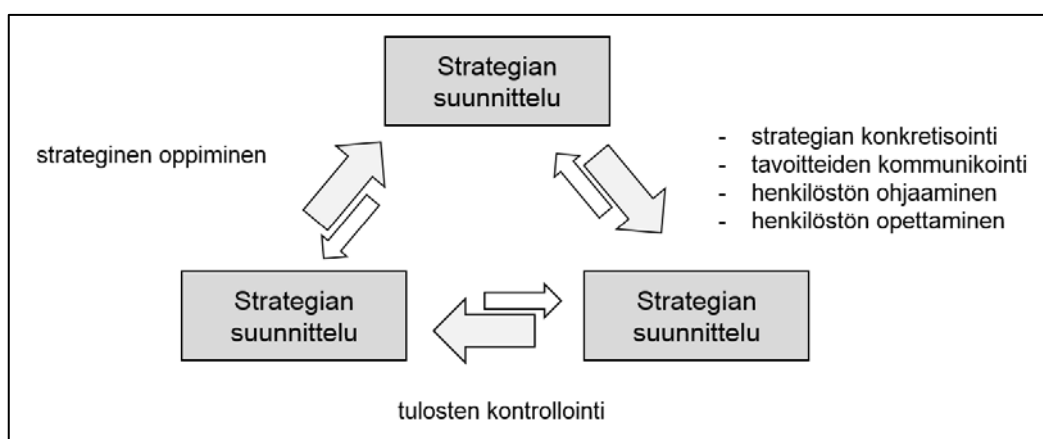 Strategian
suunnittelu
strateginen oppiminen
- strategian konkretisointi
- tavoitteiden kommunikointi
- henkilöstön ohjaaminen
- henkilöstön opettaminen
Strategian
suunnittelu
Strategian
suunnittelu
tulosten kontrollointi